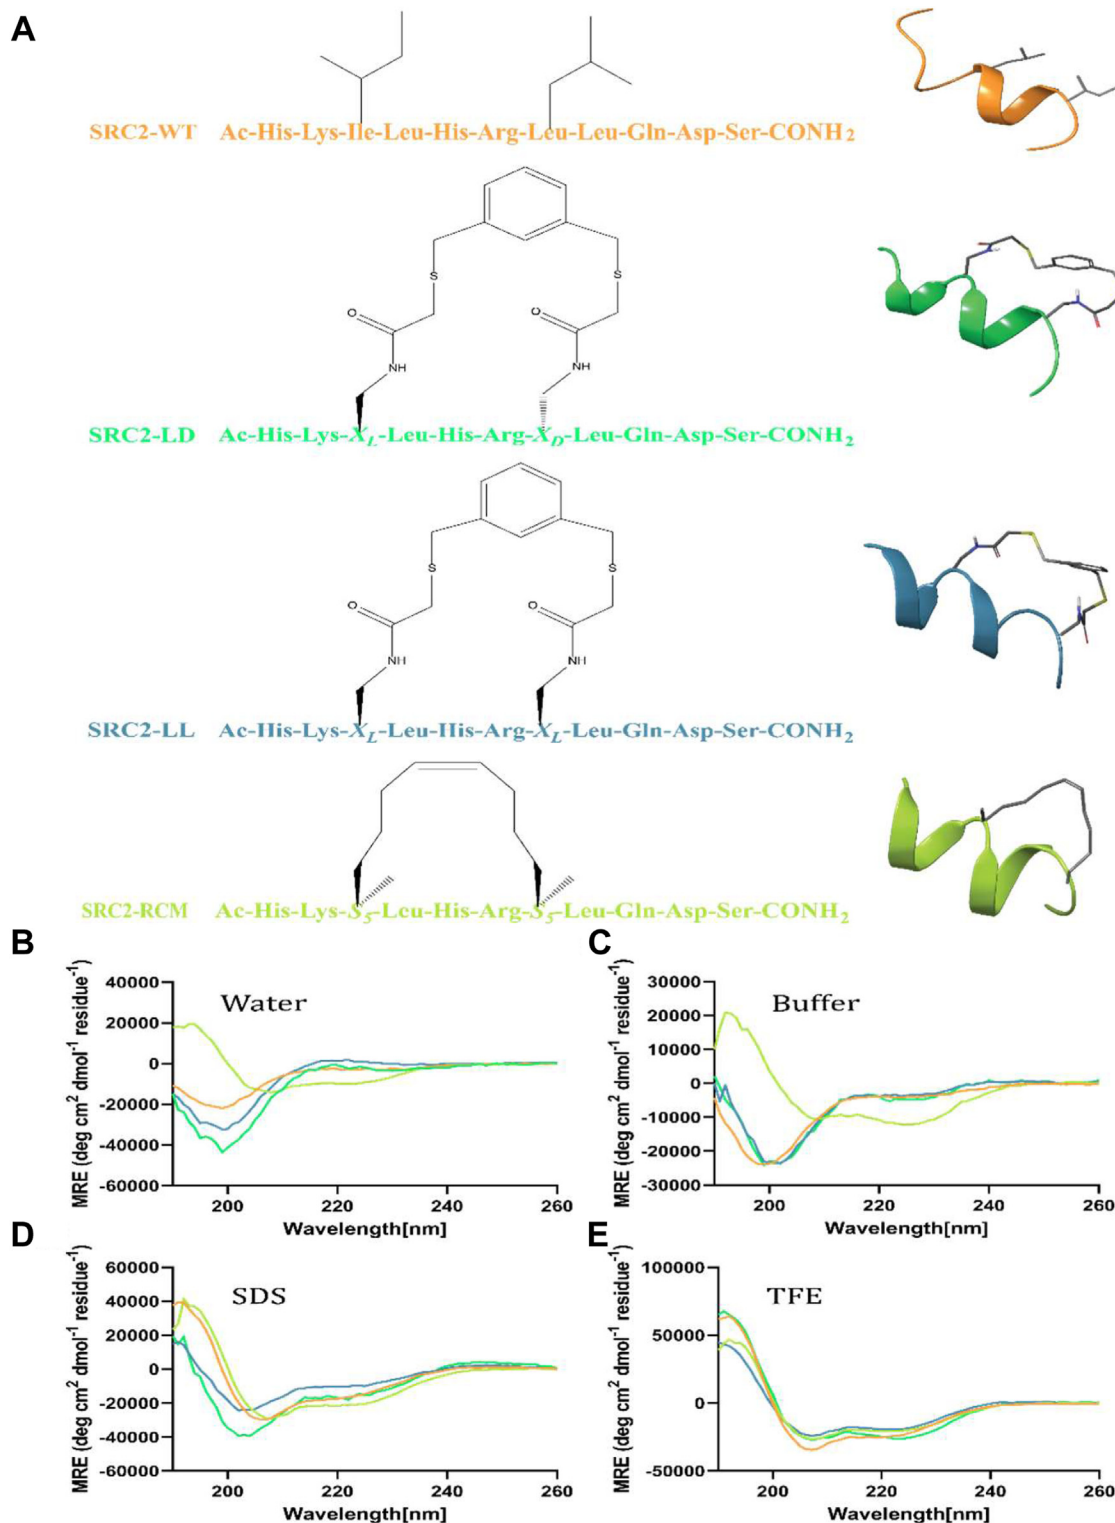 A
SRC2-WT Ac-His-Lys-Ile-Leu-His-Arg-Leu-Leu-Gln-Asp-Ser-CONH2
S S
O O
NH NH
SRC2-LD Ac-His-Lys-XL-Leu-His-Arg-XD-Leu-Gln-Asp-Ser-CONH2
S S
O O
NH NH
SRC2-LL Ac-His-Lys-XL-Leu-His-Arg-XL-Leu-Gln-Asp-Ser-CONH2
SRC2-RCM Ac-His-Lys-S5-Leu-His-Arg-S5-Leu-Gln-Asp-Ser-CONH2
B
MRE (deg cm2 dmol-1 residue-1)
40000
20000
0
-20000
-40000
-60000
Water
200 220 240 260
Wavelength[nm]
C
MRE (deg cm2 dmol-1 residue-1)
30000
20000
10000
0
-10000
-20000
-30000
Buffer
200 220 240 260
Wavelength[nm]
D
MRE (deg cm2 dmol-1 residue-1)
60000
40000
20000
0
-20000
-40000
-60000
SDS
200 220 240 260
Wavelength[nm]
E
MRE (deg cm2 dmol-1 residue-1)
100000
50000
0
-50000
TFE
200 220 240 260
Wavelength[nm]